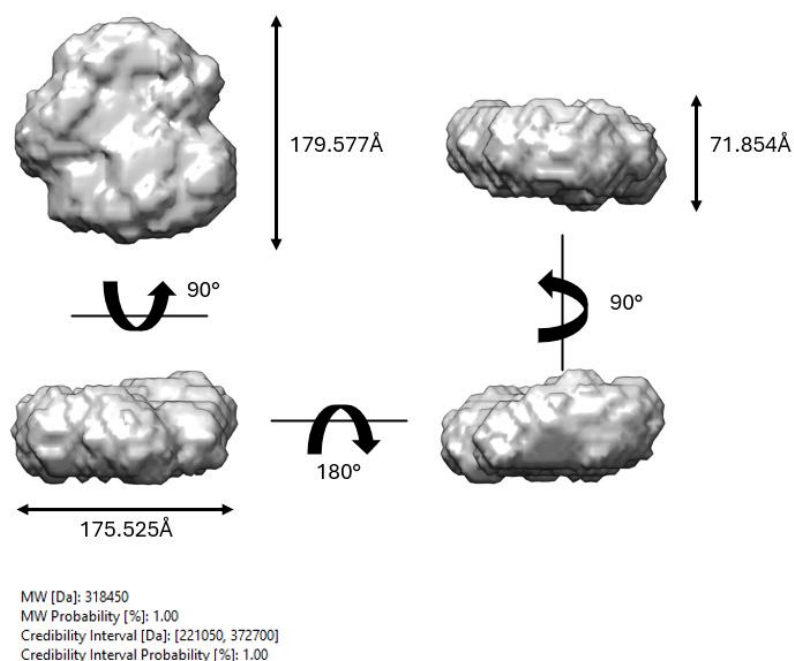 179.577Å
71.854Å
90°
90°
175.525Å
180°
MW [Da]: 318450
MW Probability [%]: 1.00
Credibility Interval [Da]: [221050, 372700]
Credibility Interval Probability [%]: 1.00